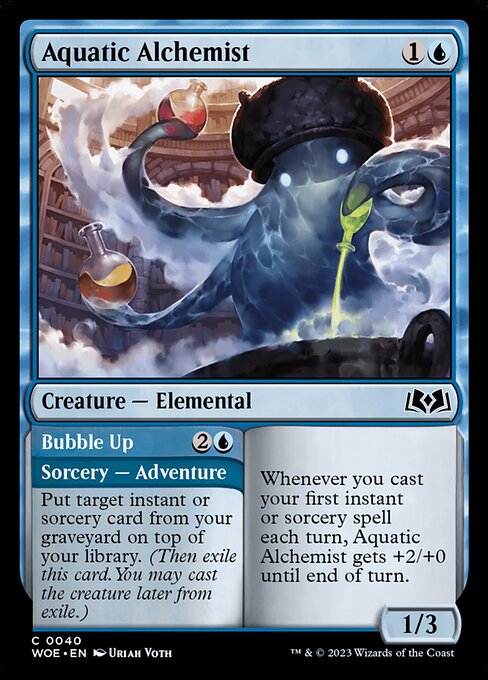 Aquatic Alchemist 1
Creature — Elemental
Bubble Up 2
Sorcery — Adventure
Put target instant or
sorcery card from your
graveyard on top of
your library. (Then exile
this card. You may cast
the creature later from
exile.)
Whenever you cast
your first instant
or sorcery spell
each turn, Aquatic
Alchemist gets +2/+0
until end of turn.
1/3
C 0040
WOE • EN Uriah Voth
™ & © 2023 Wizards of the Coast